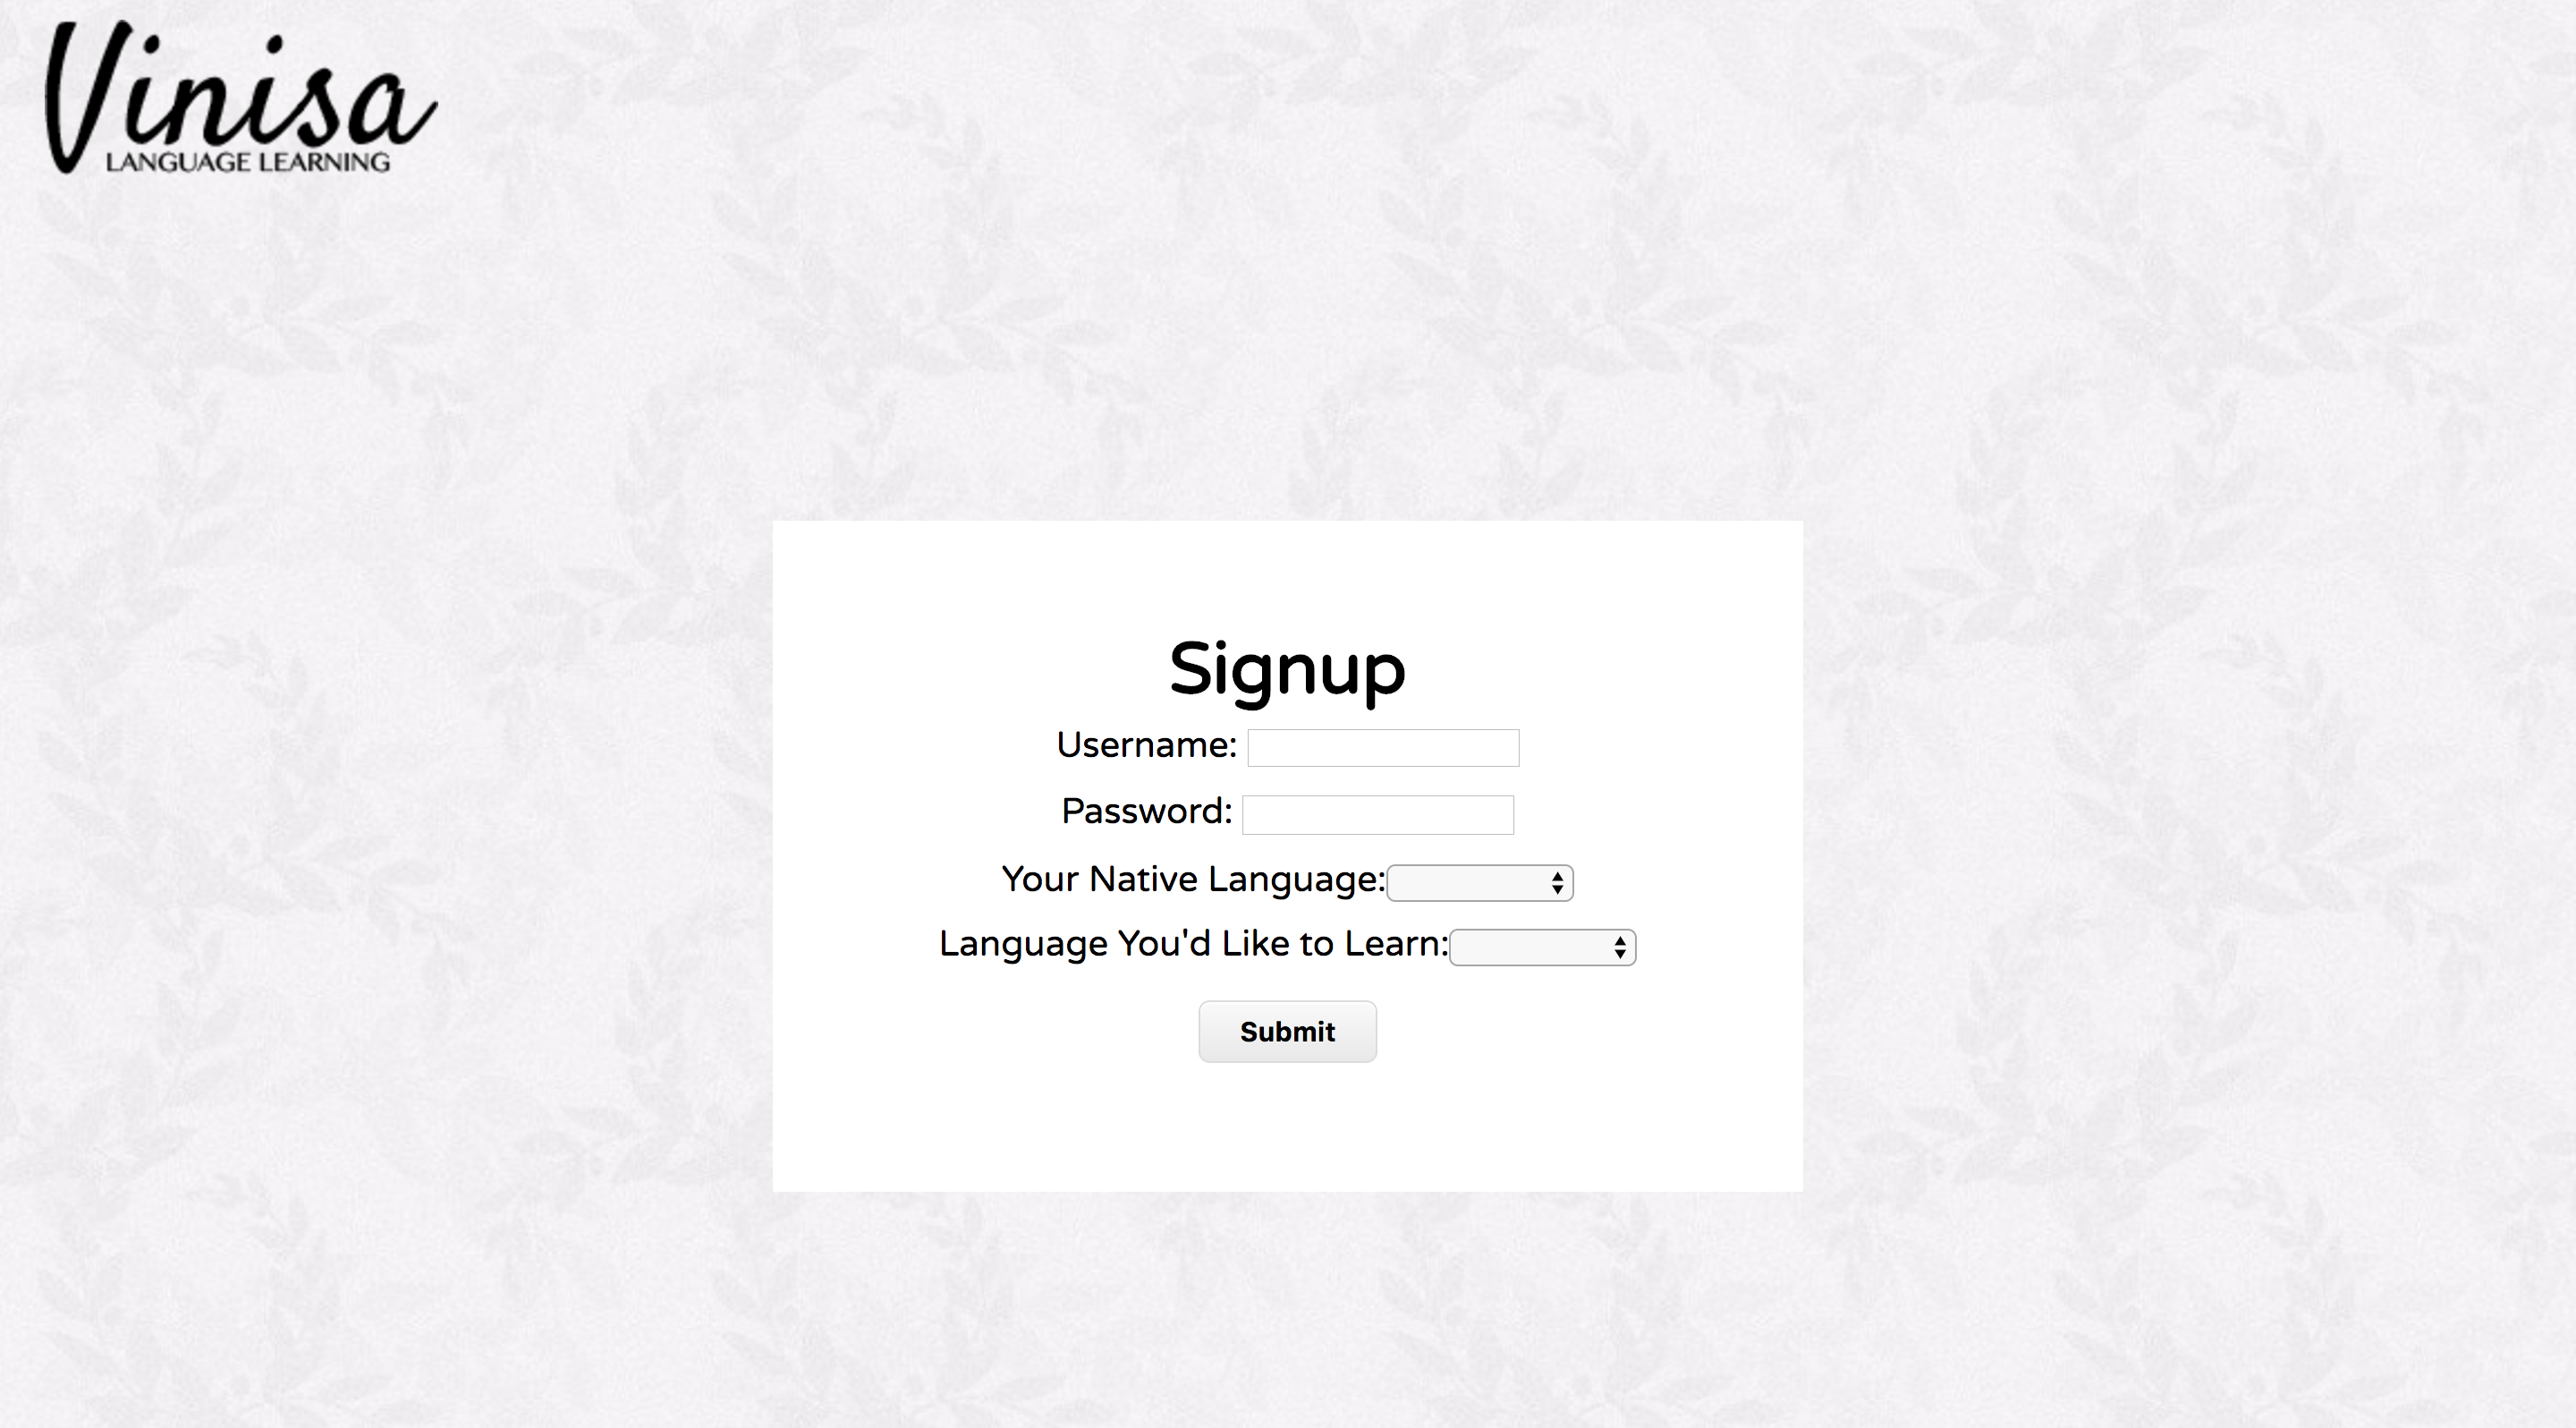 Vinisa
LANGUAGE LEARNING
Signup
Username:
Password:
Your Native Language:
Language You'd Like to Learn:
Submit